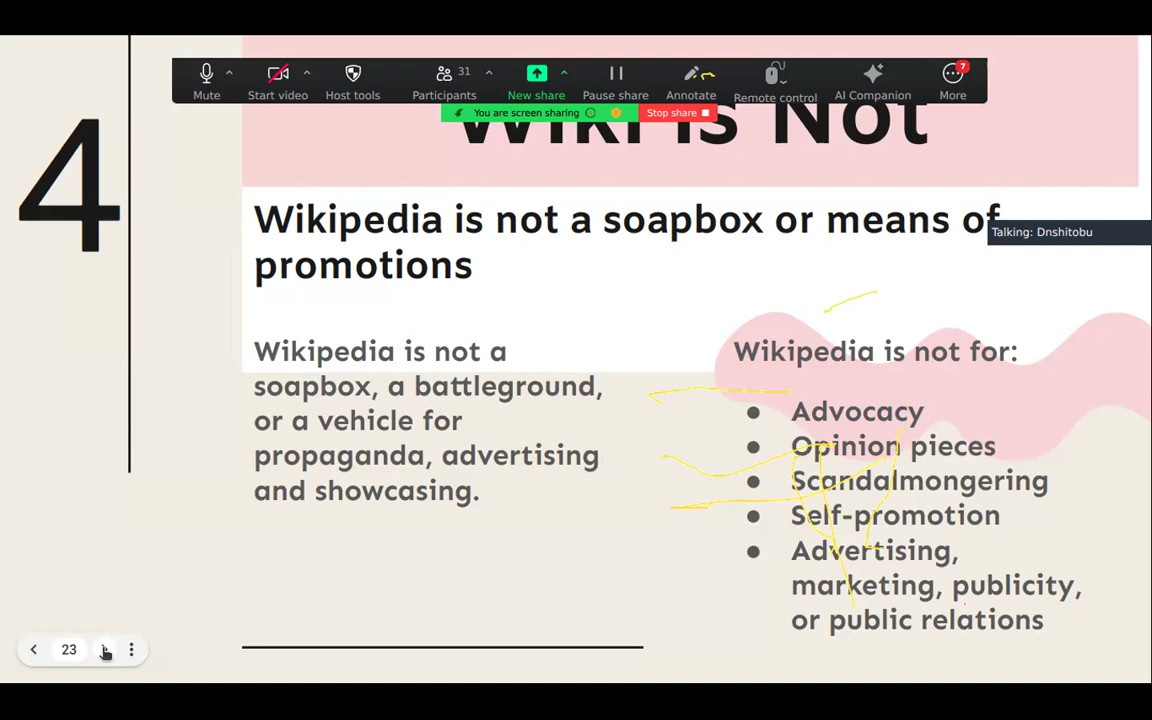 Mute
Start video
Host tools
Participants 31
New share
Pause share
Annotate
Remote control
AI Companion
More 7
You are screen sharing
Stop share
4
Wiki is Not
Wikipedia is not a soapbox or means of
promotions
Talking: Dnshitobu
Wikipedia is not a
soapbox, a battleground,
or a vehicle for
propaganda, advertising
and showcasing.
Wikipedia is not for:
● Advocacy
● Opinion pieces
● Scandalmongering
● Self-promotion
● Advertising,
marketing, publicity,
or public relations
23